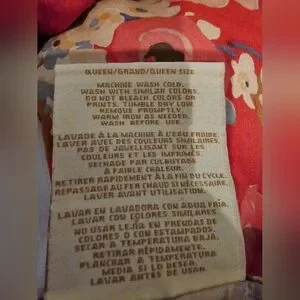 QUEEN/GRAND/QUEEN SIZE
MACHINE WASH COLD.
WASH WITH SIMILAR COLORS.
DO NOT BLEACH COLORS OR
PRINTS. TUMBLE DRY LOW.
REMOVE PROMPTLY.
WARM IRON AS NEEDED.
WASH BEFORE USE.
LAVAGE À LA MACHINE À L'EAU FROIDE.
LAVER AVEC DES COULEURS SIMILAIRES.
PAS DE JAVELLISANT SUR LES
COULEURS ET LES IMPRIMÉS.
SÉCHAGE PAR CULBUTAGE
À FAIBLE CHALEUR.
RETIRER RAPIDEMENT À LA FIN DU CYCLE.
REPASSAGE AU FER CHAUD SI NÉCESSAIRE.
LAVER AVANT UTILISATION.
LAVAR EN LAVADORA CON AGUA FRÍA.
LAVAR CON COLORES SIMILARES.
NO USAR LEJÍA EN PRENDAS DE
COLORES O CON ESTAMPADOS.
SECAR A TEMPERATURA BAJA.
RETIRAR RÁPIDAMENTE.
PLANCHAR A TEMPERATURA
MEDIA SI LO DESEA.
LAVAR ANTES DE USAR.